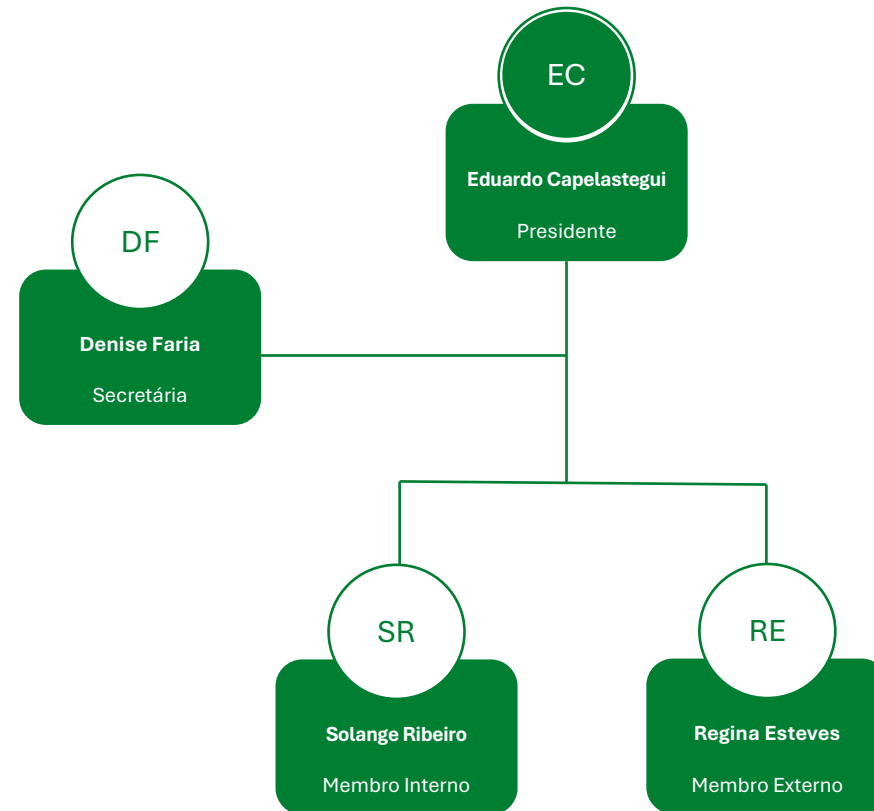 EC
Eduardo Capelastegui
Presidente
DF
Denise Faria
Secretária
SR
Solange Ribeiro
Membro Interno
RE
Regina Esteves
Membro Externo